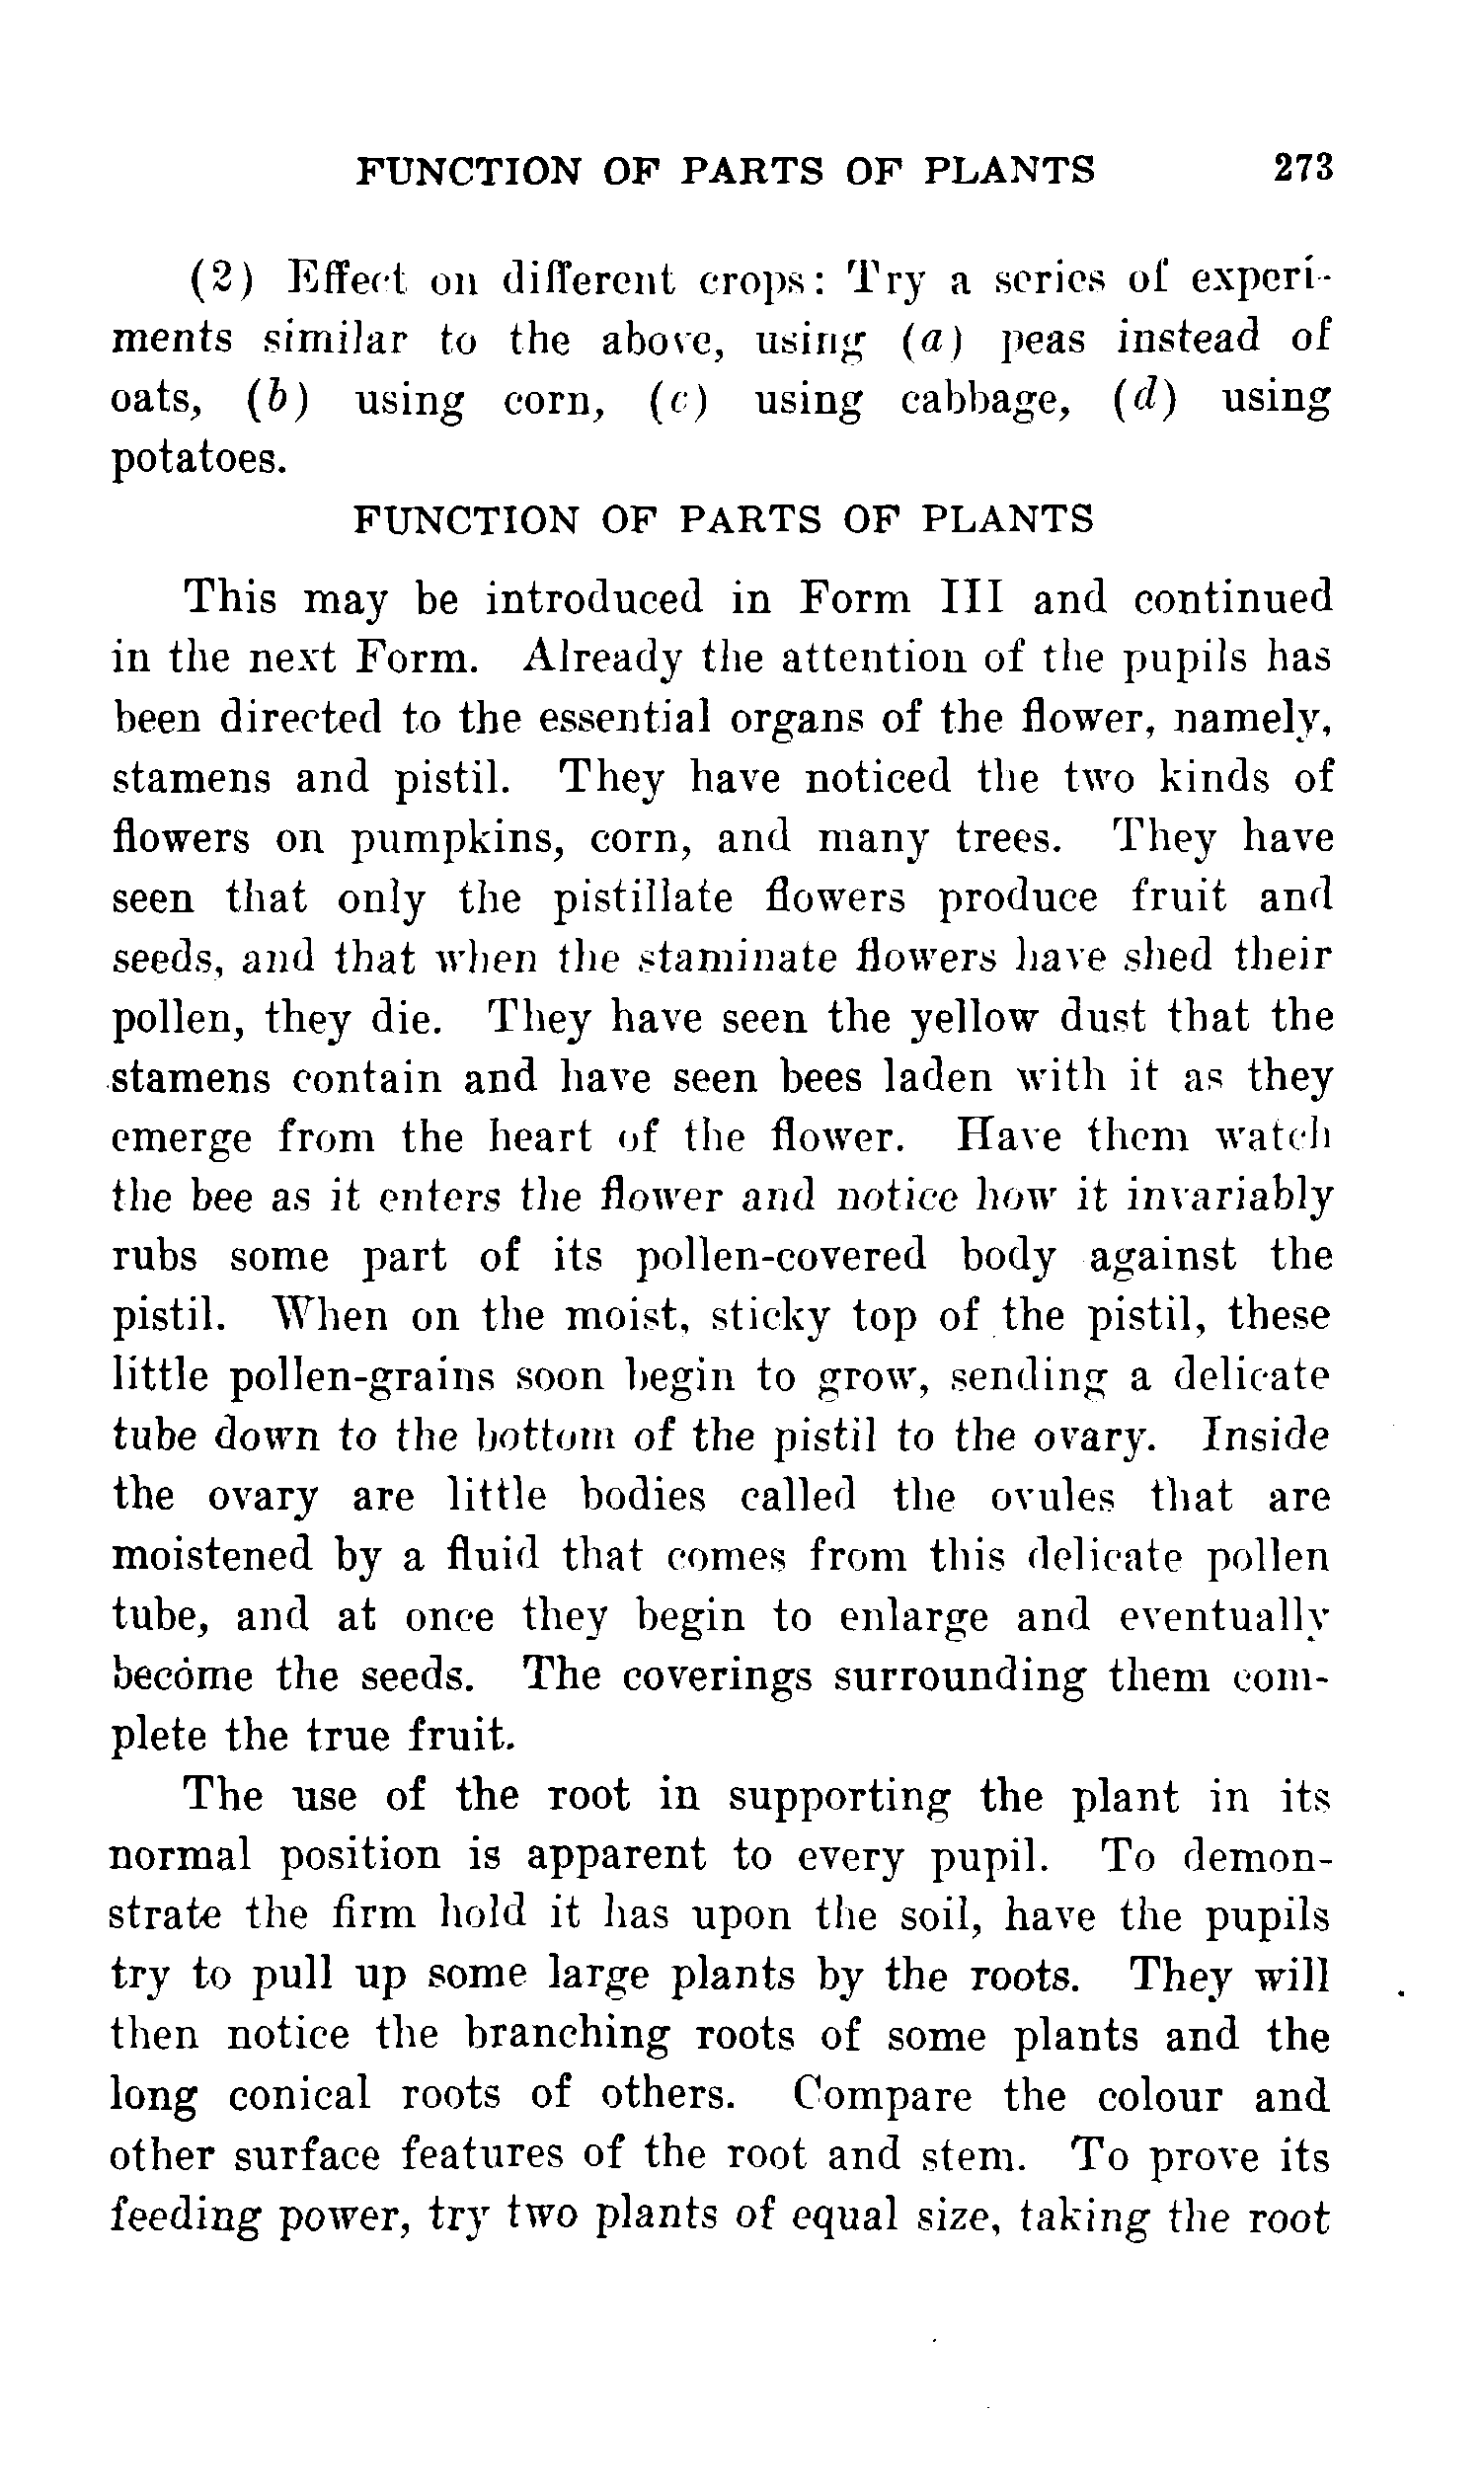 FUNCTION OF PARTS OF PLANTS 273
(2) Effect on different crops: Try a series of experi-
ments similar to the above, using (a) peas instead of
oats, (b) using corn, (c) using cabbage, (d) using
potatoes.
FUNCTION OF PARTS OF PLANTS
This may be introduced in Form III and continued
in the next Form. Already the attention of the pupils has
been directed to the essential organs of the flower, namely,
stamens and pistil. They have noticed the two kinds of
flowers on pumpkins, corn, and many trees. They have
seen that only the pistillate flowers produce fruit and
seeds, and that when the staminate flowers have shed their
pollen, they die. They have seen the yellow dust that the
stamens contain and have seen bees laden with it as they
emerge from the heart of the flower. Have them watch
the bee as it enters the flower and notice how it invariably
rubs some part of its pollen-covered body against the
pistil. When on the moist, sticky top of the pistil, these
little pollen-grains soon begin to grow, sending a delicate
tube down to the bottom of the pistil to the ovary. Inside
the ovary are little bodies called the ovules that are
moistened by a fluid that comes from this delicate pollen
tube, and at once they begin to enlarge and eventually
become the seeds. The coverings surrounding them com-
plete the true fruit.
The use of the root in supporting the plant in its
normal position is apparent to every pupil. To demon-
strate the firm hold it has upon the soil, have the pupils
try to pull up some large plants by the roots. They will
then notice the branching roots of some plants and the
long conical roots of others. Compare the colour and
other surface features of the root and stem. To prove its
feeding power, try two plants of equal size, taking the root